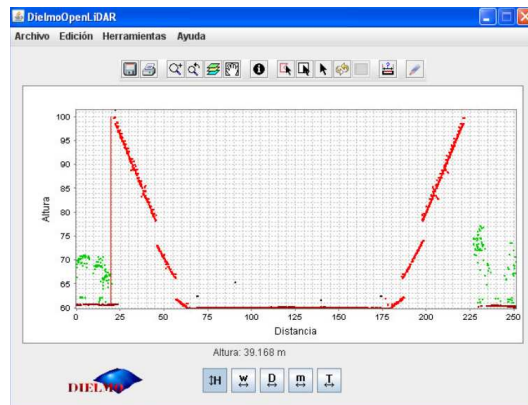 DielmoOpenLiDAR
Archivo Edición Herramientas Ayuda
Altura
100
95
90
85
80
75
70
65
60
0 25 50 75 100 125 150 175 200 225 250
Distancia
Altura: 39.168 m
DIELMO
H w D m T